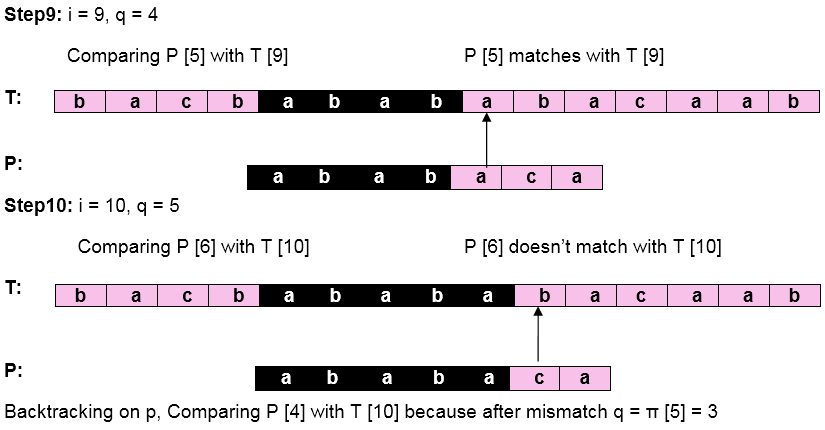 Step9: i = 9, q = 4
Comparing P [5] with T [9] P [5] matches with T [9]
T: b a c b a b a b a b a c a a b
P: a b a b a c a
Step10: i = 10, q = 5
Comparing P [6] with T [10] P [6] doesn't match with T [10]
T: b a c b a b a b a b a c a a b
P: a b a b a c a
Backtracking on p, Comparing P [4] with T [10] because after mismatch q = π [5] = 3